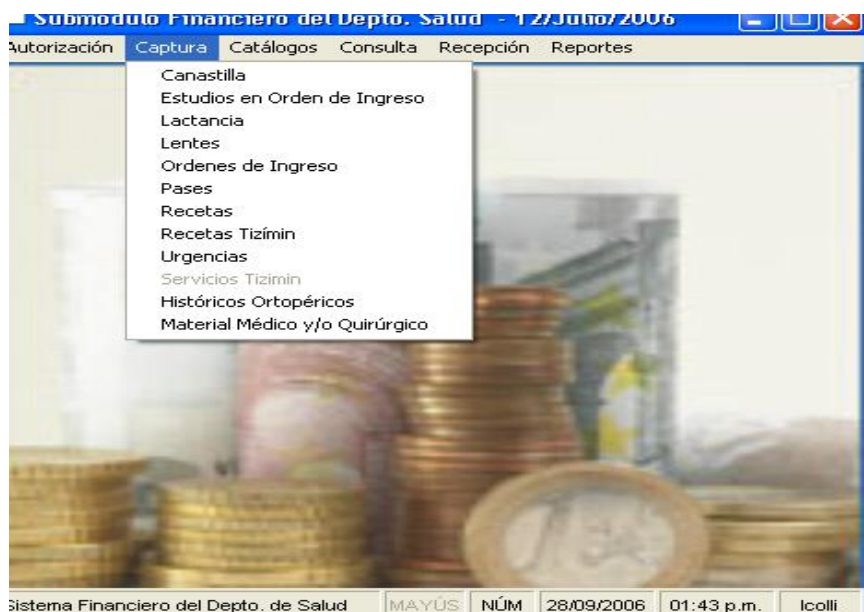 Submodulo Financiero del Depto. Salud - 12/Julio/2006
Autorización Captura Catálogos Consulta Recepción Reportes
Canastilla
Estudios en Orden de Ingreso
Lactancia
Lentes
Ordenes de Ingreso
Pases
Recetas
Recetas Tizímin
Urgencias
Servicios Tizimin
Históricos Ortopéricos
Material Médico y/o Quirúrgico
Sistema Financiero del Depto. de Salud MAYÚS NÚM 28/09/2006 01:43 p.m. lcolli